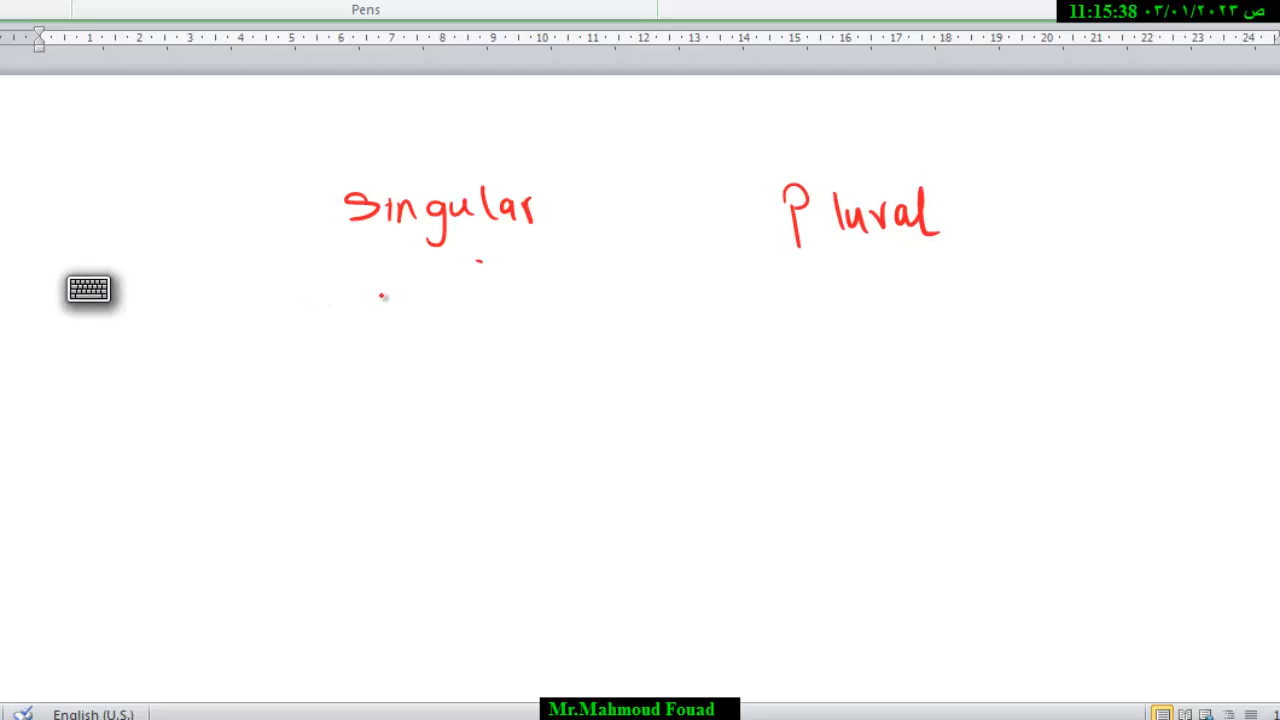 Pens
11:15:38 ٠٣/٠١/٢٠٢٣ ص
1 2 3 4 5 6 7 8 9 10 11 12 13 14 15 16 17 18 19 20 21 22 23 24
Singular Plural
English (U.S.)
Mr.Mahmoud Fouad